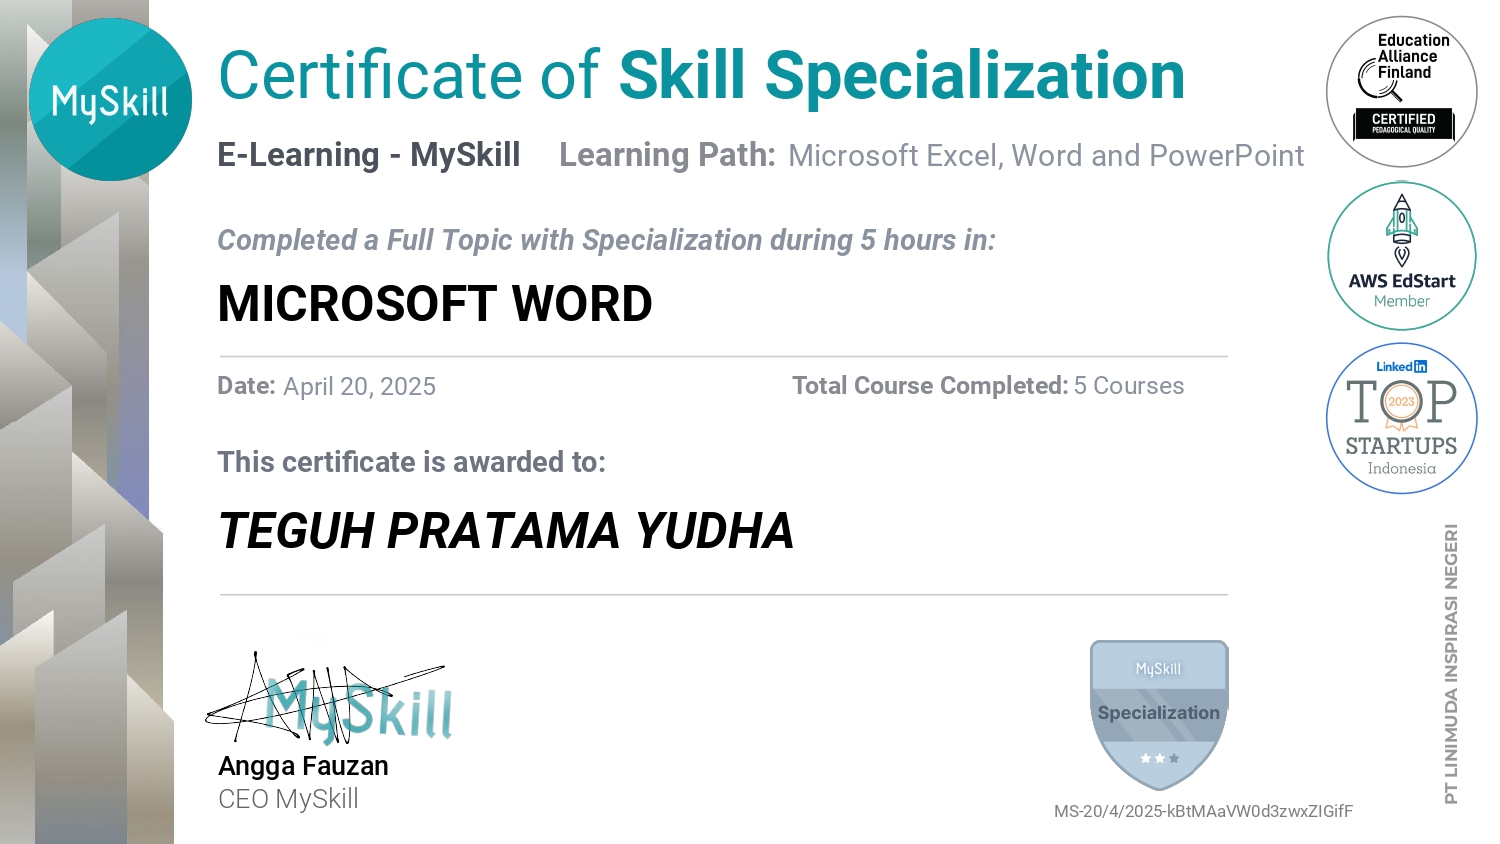 MySkill
Certificate of Skill Specialization
E-Learning - MySkill Learning Path: Microsoft Excel, Word and PowerPoint
Completed a Full Topic with Specialization during 5 hours in:
MICROSOFT WORD
Date: April 20, 2025 Total Course Completed: 5 Courses
This certificate is awarded to:
TEGUH PRATAMA YUDHA
MySkill
Angga Fauzan
CEO MySkill
MySkill
Specialization
MS-20/4/2025-kBtMAaVW0d3zwxZIGifF
Education
Alliance
Finland
CERTIFIED
PEDAGOGICAL QUALITY
AWS EdStart
Member
Linked in
TOP
2023
STARTUPS
Indonesia
PT LINIMUDA INSPIRASI NEGERI